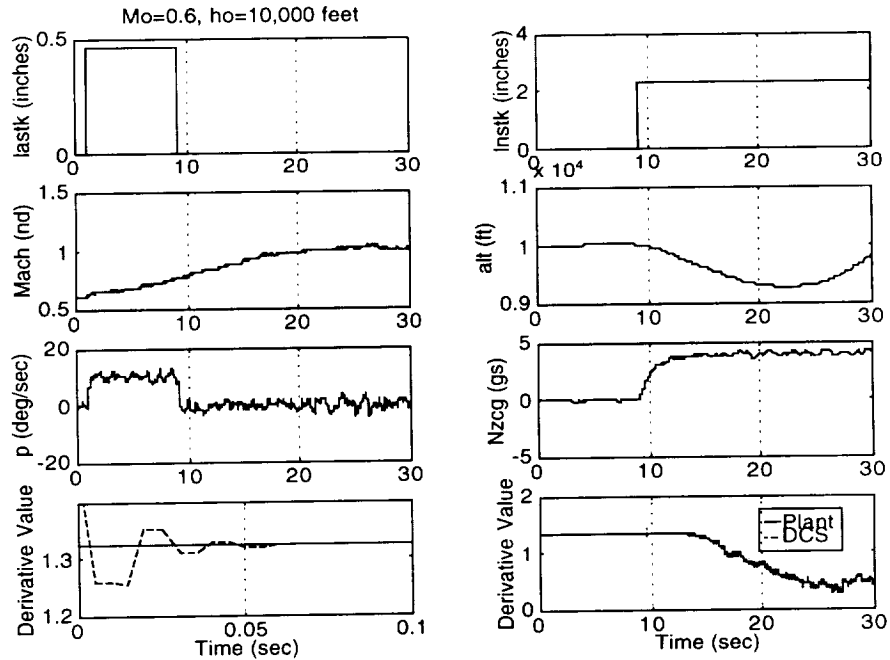 Mo=0.6, ho=10,000 feet
lastk (inches)
0.5
0
0 10 20 30
lnstk (inches)
4
2
0
0 10 20 30
Mach (nd)
1.5
1
0.5
0 10 20 30
x 10^4
alt (ft)
1.1
1
0.9
0 10 20 30
p (deg/sec)
20
0
-20
0 10 20 30
Nzcg (gs)
5
0
-5
0 10 20 30
Derivative Value
1.3
1.2
0 0.05 0.1
Time (sec)
Derivative Value
2
1
0
Plant
DCS
0 10 20 30
Time (sec)